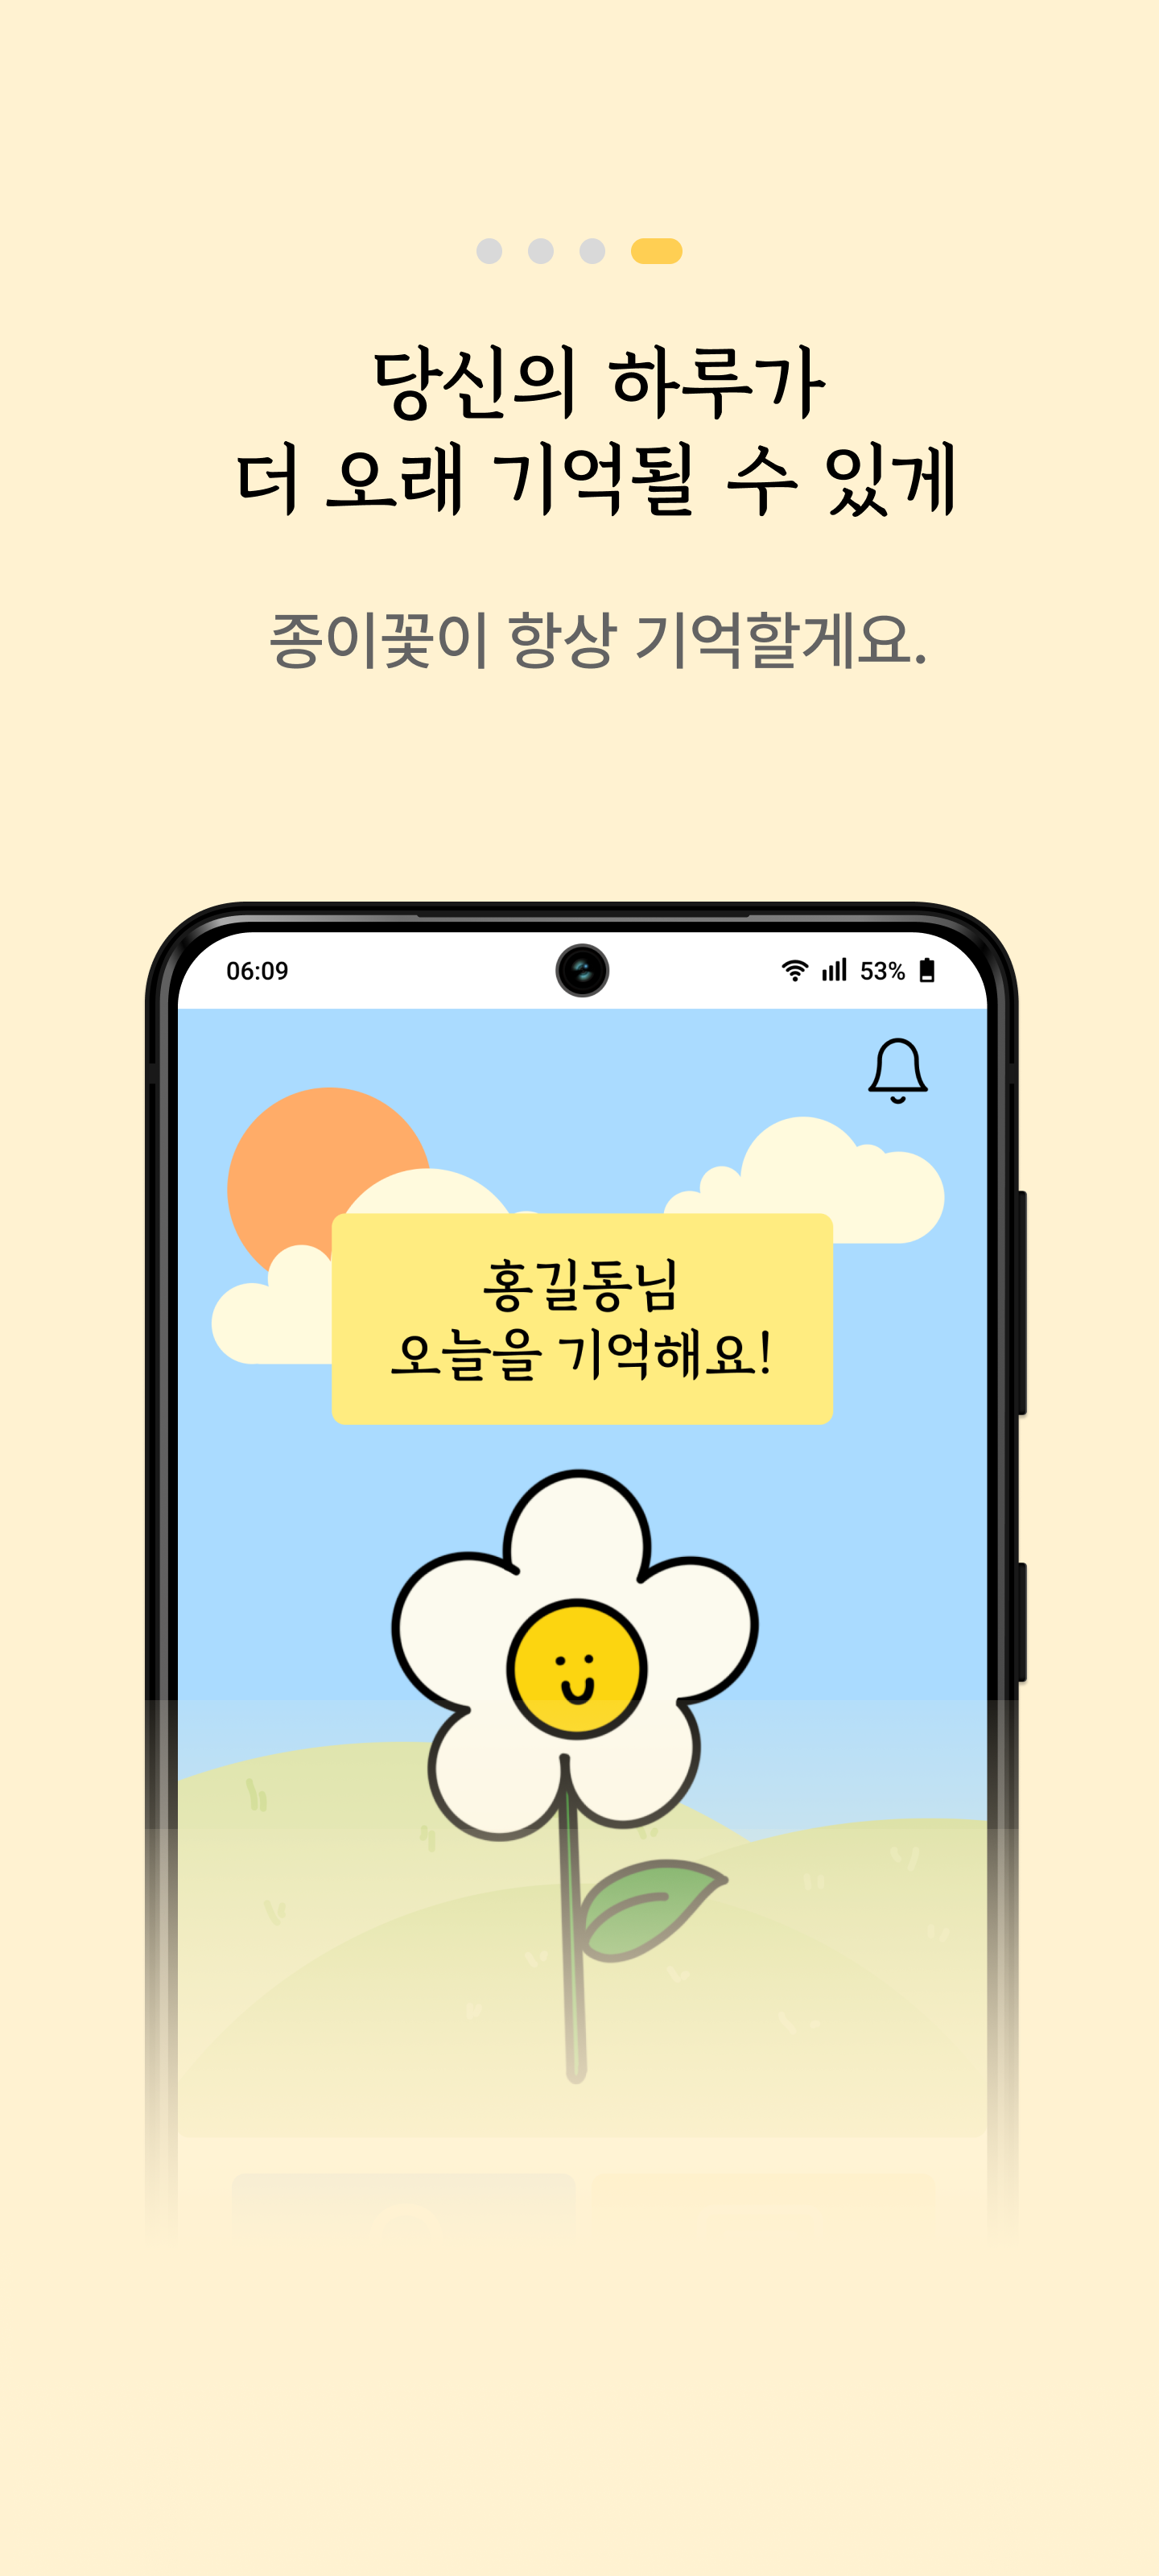 당신의 하루가
더 오래 기억될 수 있게
종이꽃이 항상 기억할게요.
06:09
53%
홍길동님
오늘을 기억해요!